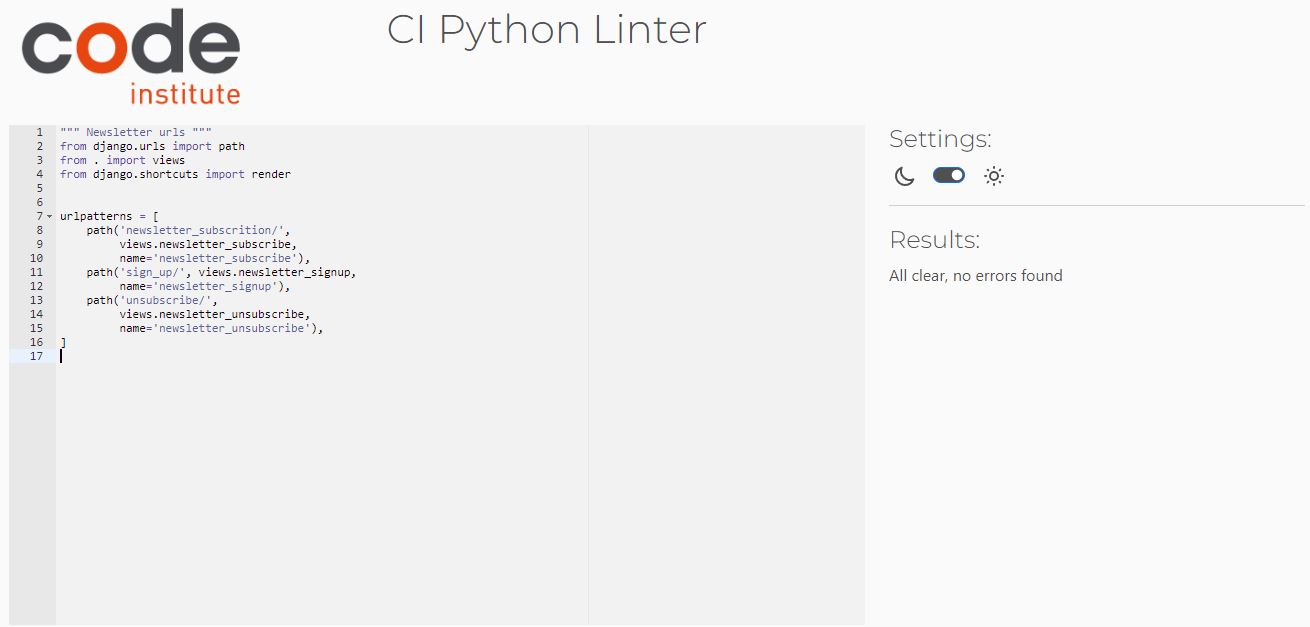 code
institute
CI Python Linter
1 """ Newsletter urls """
2 from django.urls import path
3 from . import views
4 from django.shortcuts import render
5
6
7 urlpatterns = [
8     path('newsletter_subscrition/',
9          views.newsletter_subscribe,
10          name='newsletter_subscribe'),
11     path('sign_up/', views.newsletter_signup,
12          name='newsletter_signup'),
13     path('unsubscribe/',
14          views.newsletter_unsubscribe,
15          name='newsletter_unsubscribe'),
16 ]
17
Settings:
Results:
All clear, no errors found